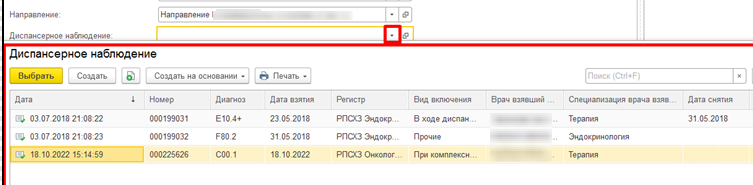 Направление: Направление
Диспансерное наблюдение:
Диспансерное наблюдение
Выбрать Создать Создать на основании Печать Поиск (Ctrl+F) ×
Дата ↓ Номер Диагноз Дата взятия Регистр Вид включения Врач взявший ... Специализация врача взяв... Дата снятия
03.07.2018 21:08:22 000199031 E10.4+ 23.05.2018 РПСХЗ Эндокр... В ходе диспан... Терапия 31.05.2018
03.07.2018 21:08:23 000199032 F80.2 31.05.2018 РПСХЗ Эндокр... Прочие Эндокринология
18.10.2022 15:14:59 000225626 C00.1 18.10.2022 РПСХЗ Онколог... При комплексн... Терапия